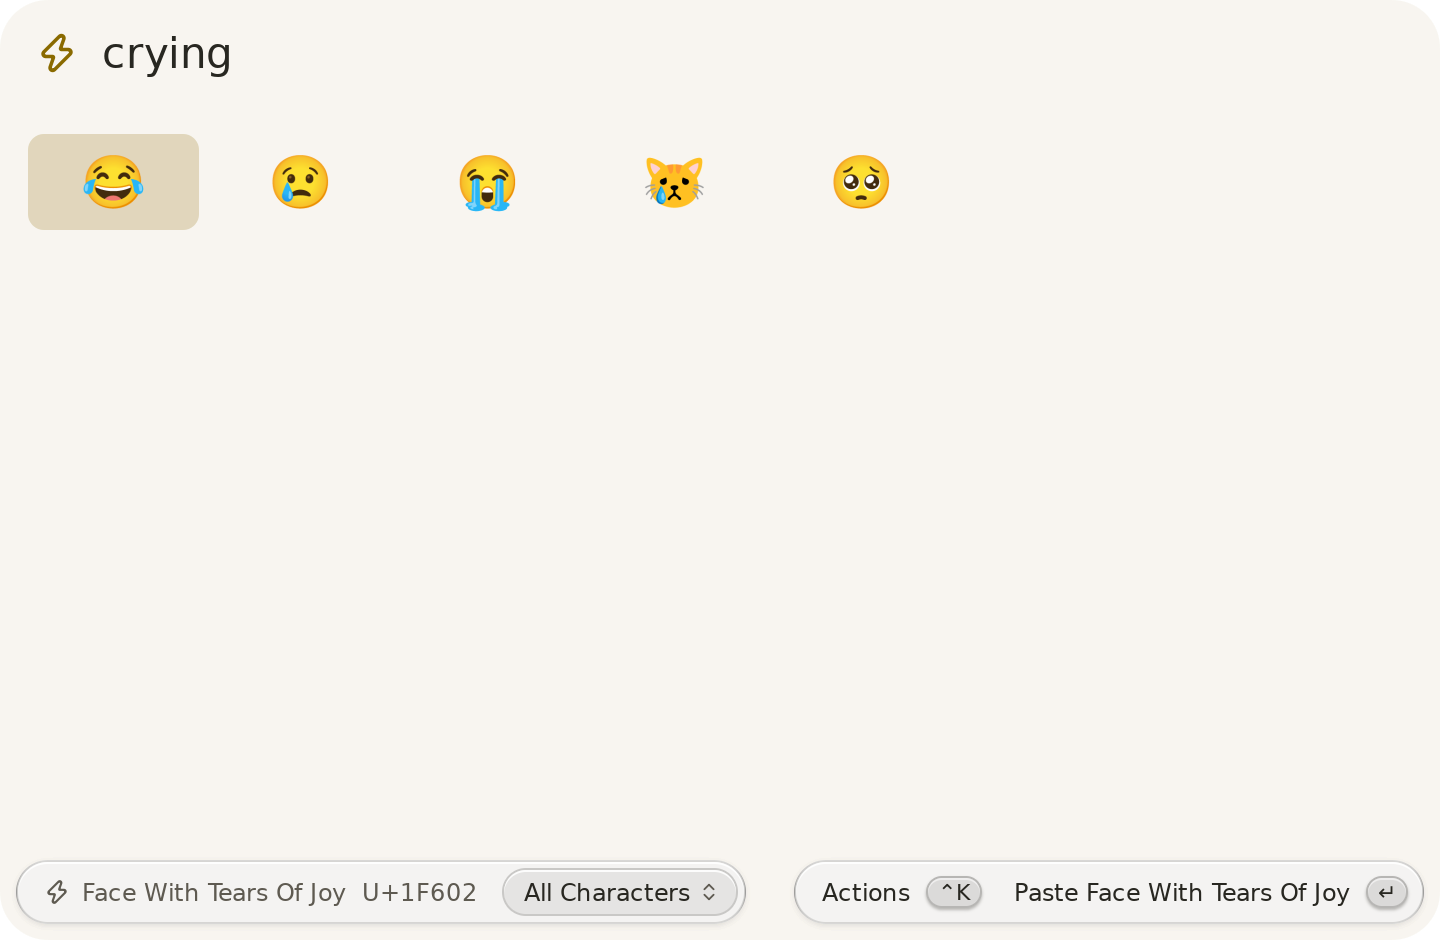 crying
😂 😢 😭 😿 🥺
Face With Tears Of Joy U+1F602 All Characters Actions ^K Paste Face With Tears Of Joy ↵